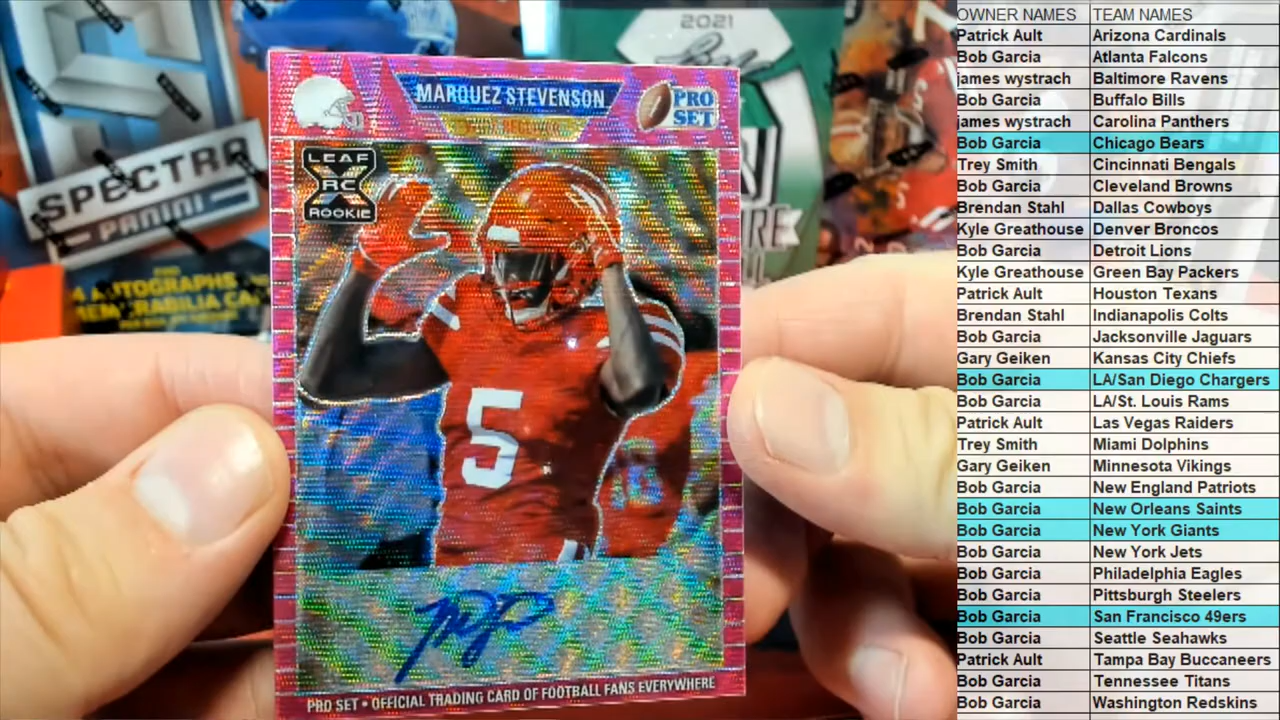 SPECTRA
PANINI
AUTOGRAPHS
MEMORABILIA
2021
MARQUEZ STEVENSON
PRO
SET
LEAF
RC
ROOKIE
5
PRO SET • OFFICIAL TRADING CARD OF FOOTBALL FANS EVERYWHERE
OWNER NAMES TEAM NAMES
Patrick Ault Arizona Cardinals
Bob Garcia Atlanta Falcons
james wystrach Baltimore Ravens
Bob Garcia Buffalo Bills
james wystrach Carolina Panthers
Bob Garcia Chicago Bears
Trey Smith Cincinnati Bengals
Bob Garcia Cleveland Browns
Brendan Stahl Dallas Cowboys
Kyle Greathouse Denver Broncos
Bob Garcia Detroit Lions
Kyle Greathouse Green Bay Packers
Patrick Ault Houston Texans
Brendan Stahl Indianapolis Colts
Bob Garcia Jacksonville Jaguars
Gary Geiken Kansas City Chiefs
Bob Garcia LA/San Diego Chargers
Bob Garcia LA/St. Louis Rams
Patrick Ault Las Vegas Raiders
Trey Smith Miami Dolphins
Gary Geiken Minnesota Vikings
Bob Garcia New England Patriots
Bob Garcia New Orleans Saints
Bob Garcia New York Giants
Bob Garcia New York Jets
Bob Garcia Philadelphia Eagles
Bob Garcia Pittsburgh Steelers
Bob Garcia San Francisco 49ers
Bob Garcia Seattle Seahawks
Patrick Ault Tampa Bay Buccaneers
Bob Garcia Tennessee Titans
Bob Garcia Washington Redskins